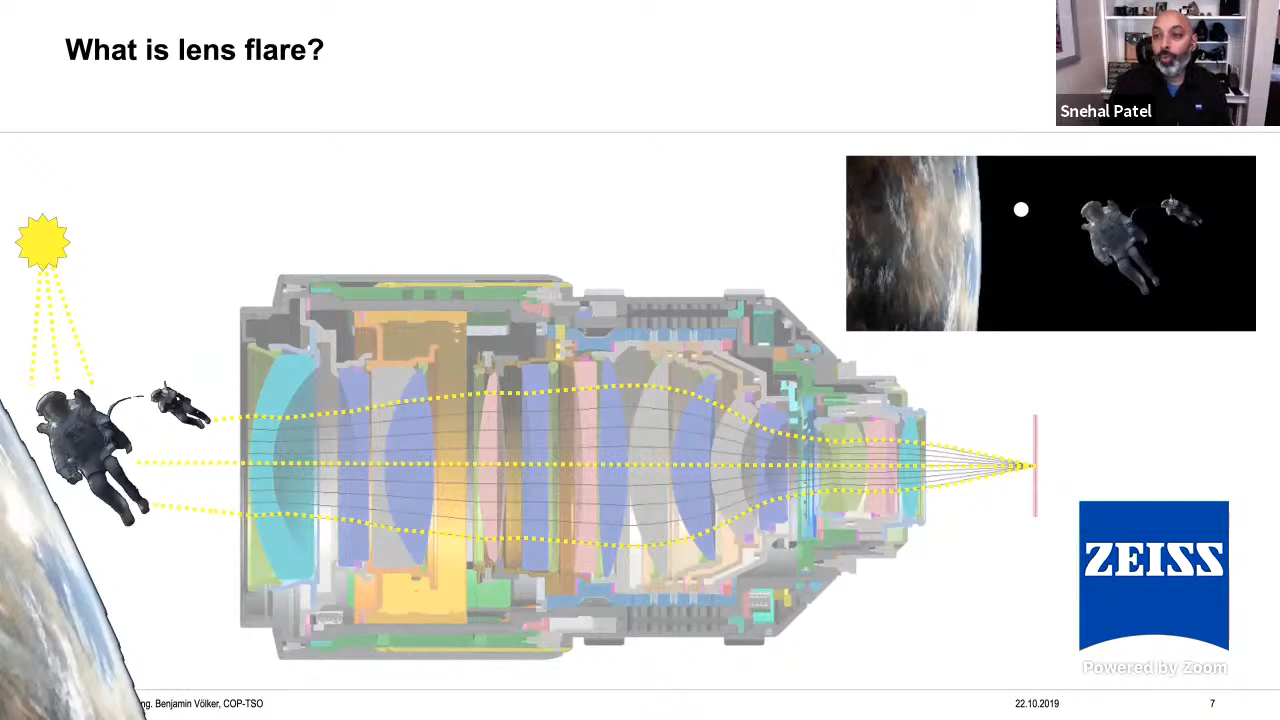 What is lens flare?
Snehal Patel
ZEISS
Powered by Zoom
ng. Benjamin Völker, COP-TSO
22.10.2019
7